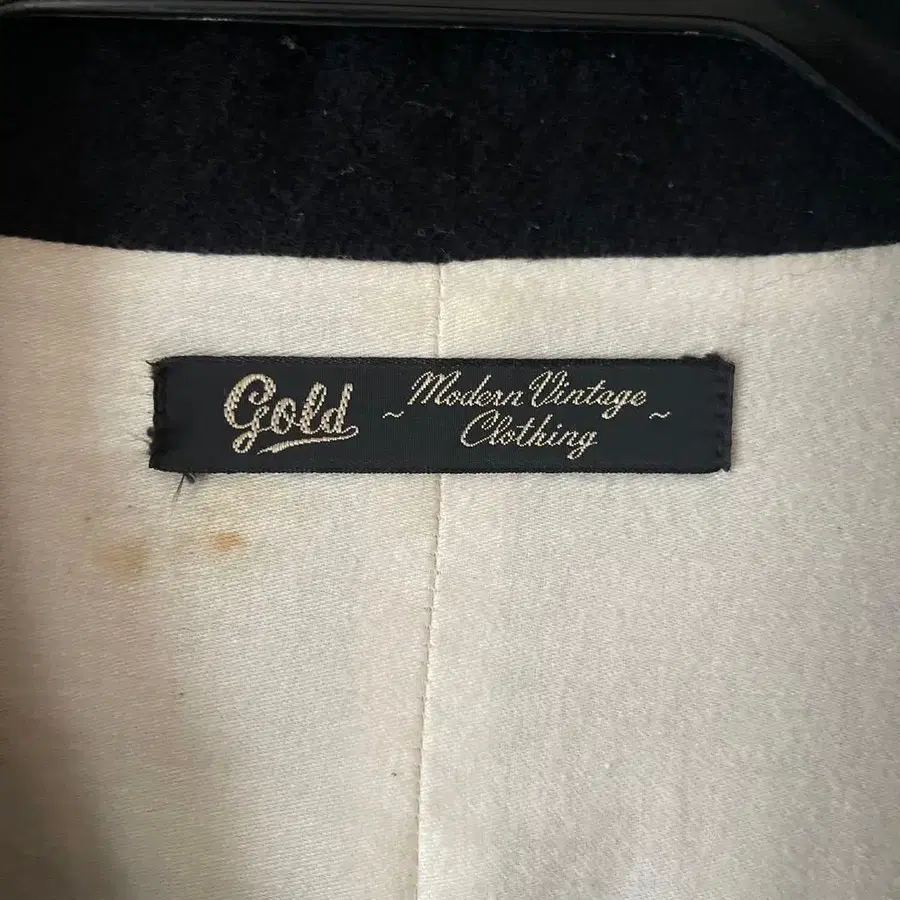 Gold
~ Modern Vintage ~
Clothing